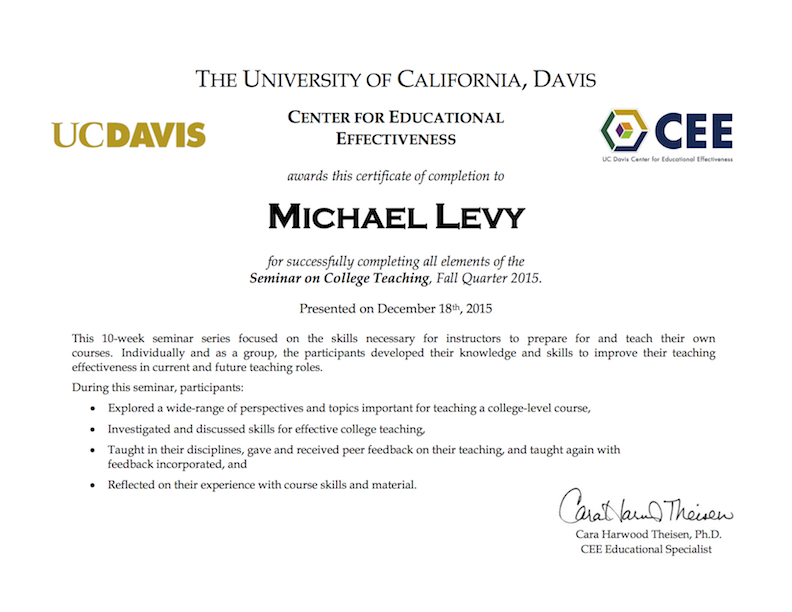 THE UNIVERSITY OF CALIFORNIA, DAVIS
UCDAVIS
CENTER FOR EDUCATIONAL
EFFECTIVENESS
CEE
UC Davis Center for Educational Effectiveness
awards this certificate of completion to
MICHAEL LEVY
for successfully completing all elements of the
Seminar on College Teaching, Fall Quarter 2015.
Presented on December 18th, 2015
This 10-week seminar series focused on the skills necessary for instructors to prepare for and teach their own
courses. Individually and as a group, the participants developed their knowledge and skills to improve their teaching
effectiveness in current and future teaching roles.
During this seminar, participants:
• Explored a wide-range of perspectives and topics important for teaching a college-level course,
• Investigated and discussed skills for effective college teaching,
• Taught in their disciplines, gave and received peer feedback on their teaching, and taught again with
feedback incorporated, and
• Reflected on their experience with course skills and material.
Cara Harwood Theisen
Cara Harwood Theisen, Ph.D.
CEE Educational Specialist